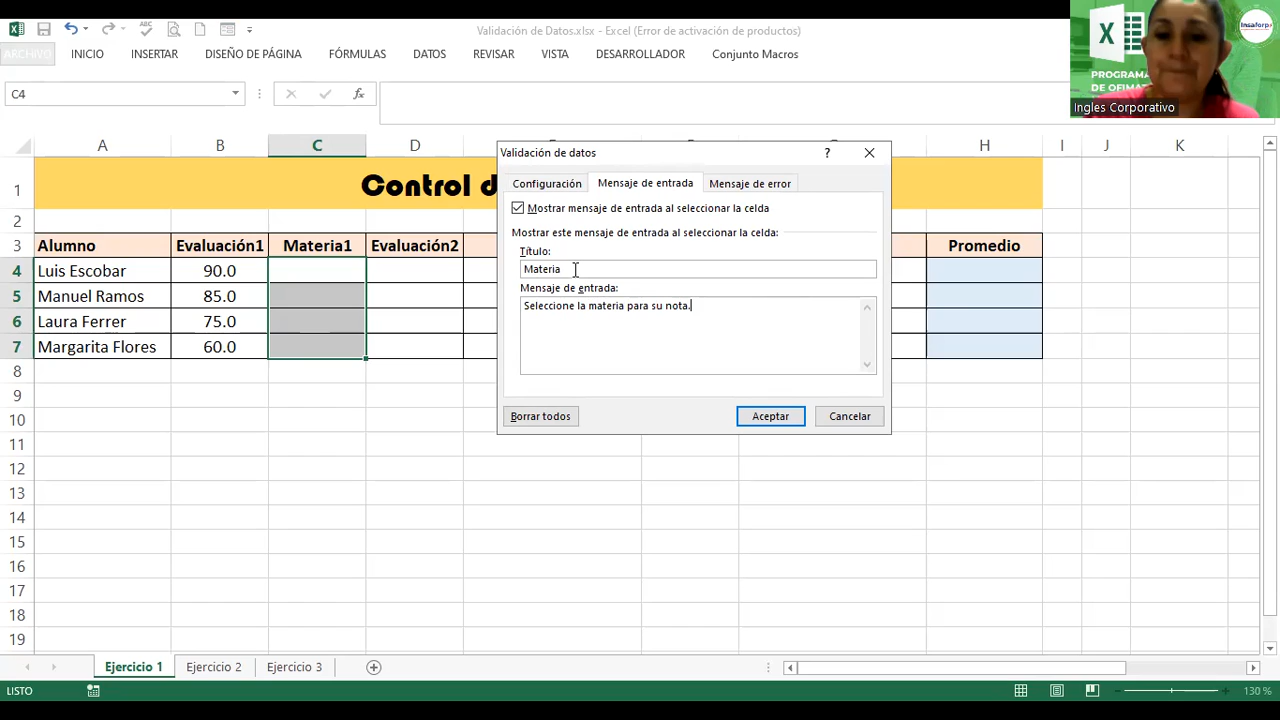 Validación de Datos.xlsx - Excel (Error de activación de productos)
ARCHIVO INICIO INSERTAR DISEÑO DE PÁGINA FÓRMULAS DATOS REVISAR VISTA DESARROLLADOR Conjunto Macros
PROGRAMA
DE OFIMÁT
Insaforp
Ingles Corporativo
C4 fx
A B C D H I J K
1 Control d
2
3 Alumno Evaluación1 Materia1 Evaluación2 Promedio
4 Luis Escobar 90.0
5 Manuel Ramos 85.0
6 Laura Ferrer 75.0
7 Margarita Flores 60.0
8
9
10
11
12
13
14
15
16
17
18
19
Validación de datos ?
Configuración Mensaje de entrada Mensaje de error
Mostrar mensaje de entrada al seleccionar la celda
Mostrar este mensaje de entrada al seleccionar la celda:
Título:
Materia
Mensaje de entrada:
Seleccione la materia para su nota.
Borrar todos Aceptar Cancelar
Ejercicio 1 Ejercicio 2 Ejercicio 3
LISTO 130 %